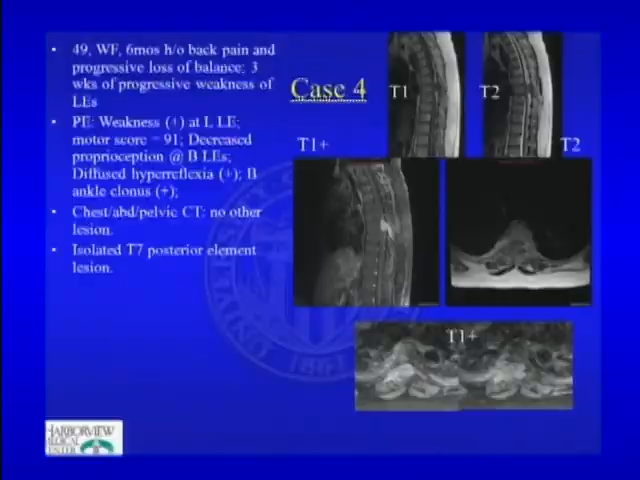 49, WF, 6mos h/o back pain and
progressive loss of balance; 3
wks of progressive weakness of
LEs
PE: Weakness (+) at L LE;
motor score = 91; Decreased
proprioception @ B LEs;
Diffused hyperreflexia (+); B
ankle clonus (+);
Chest/abd/pelvic CT: no other
lesion.
Isolated T7 posterior element
lesion.
Case 4
T1
T2
T1+
T2
T1+
HARBORVIEW
MEDICAL
CENTER
1861